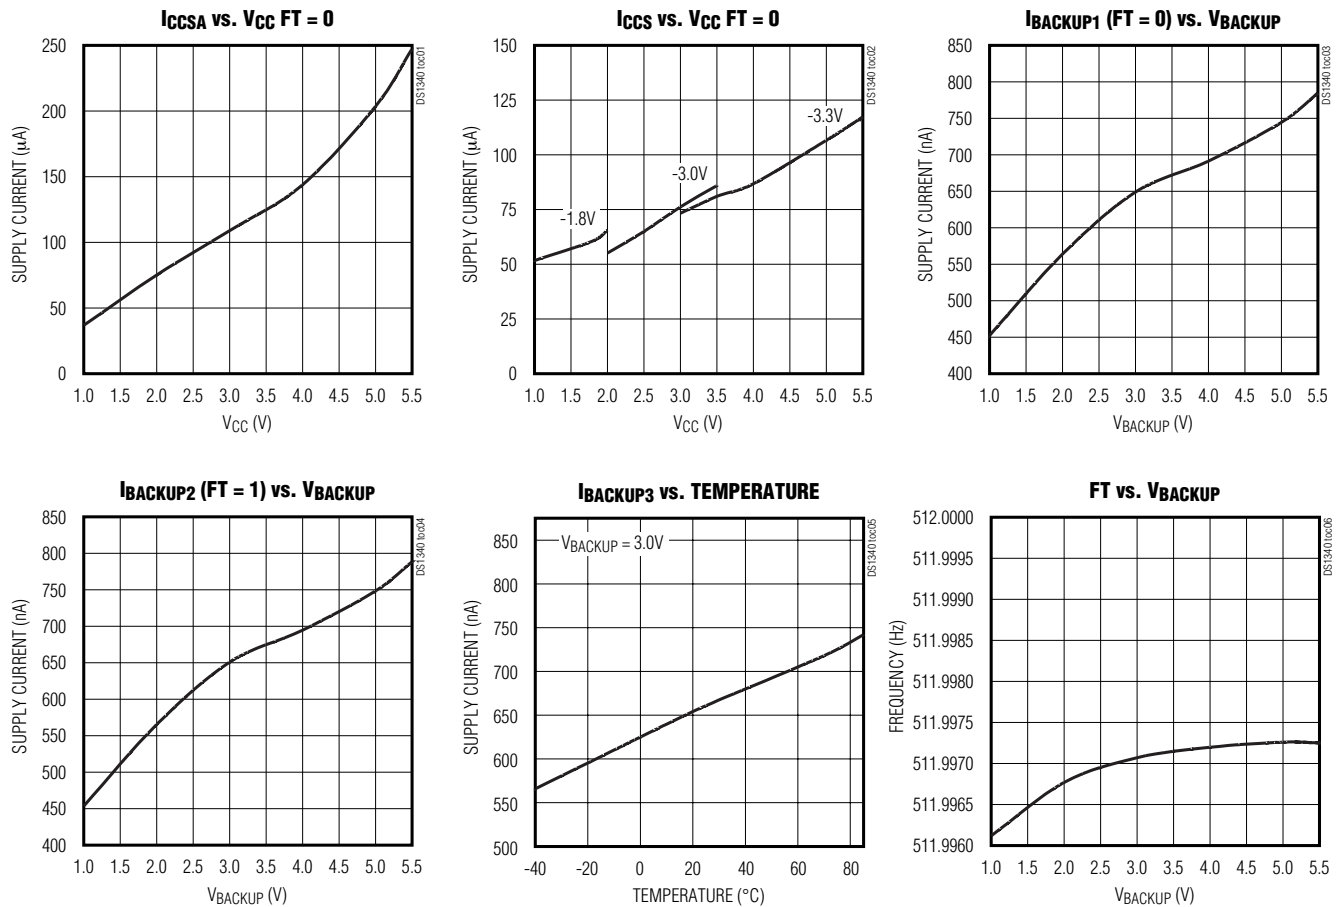 ICCSA vs. VCC FT = 0
SUPPLY CURRENT (μA)
250
200
150
100
50
0
1.0 1.5 2.0 2.5 3.0 3.5 4.0 4.5 5.0 5.5
VCC (V)
DS1340 toc01
ICCS vs. VCC FT = 0
SUPPLY CURRENT (μA)
150
125
100
75
50
25
0
-1.8V
-3.0V
-3.3V
1.0 1.5 2.0 2.5 3.0 3.5 4.0 4.5 5.0 5.5
VCC (V)
DS1340 toc02
IBACKUP1 (FT = 0) vs. VBACKUP
SUPPLY CURRENT (nA)
850
800
750
700
650
600
550
500
450
400
1.0 1.5 2.0 2.5 3.0 3.5 4.0 4.5 5.0 5.5
VBACKUP (V)
DS1340 toc03
IBACKUP2 (FT = 1) vs. VBACKUP
SUPPLY CURRENT (nA)
850
800
750
700
650
600
550
500
450
400
1.0 1.5 2.0 2.5 3.0 3.5 4.0 4.5 5.0 5.5
VBACKUP (V)
DS1340 toc04
IBACKUP3 vs. TEMPERATURE
SUPPLY CURRENT (nA)
850
800
750
700
650
600
550
500
VBACKUP = 3.0V
-40 -20 0 20 40 60 80
TEMPERATURE (°C)
DS1340 toc05
FT vs. VBACKUP
FREQUENCY (Hz)
512.0000
511.9995
511.9990
511.9985
511.9980
511.9975
511.9970
511.9965
511.9960
1.0 1.5 2.0 2.5 3.0 3.5 4.0 4.5 5.0 5.5
VBACKUP (V)
DS1340 toc06